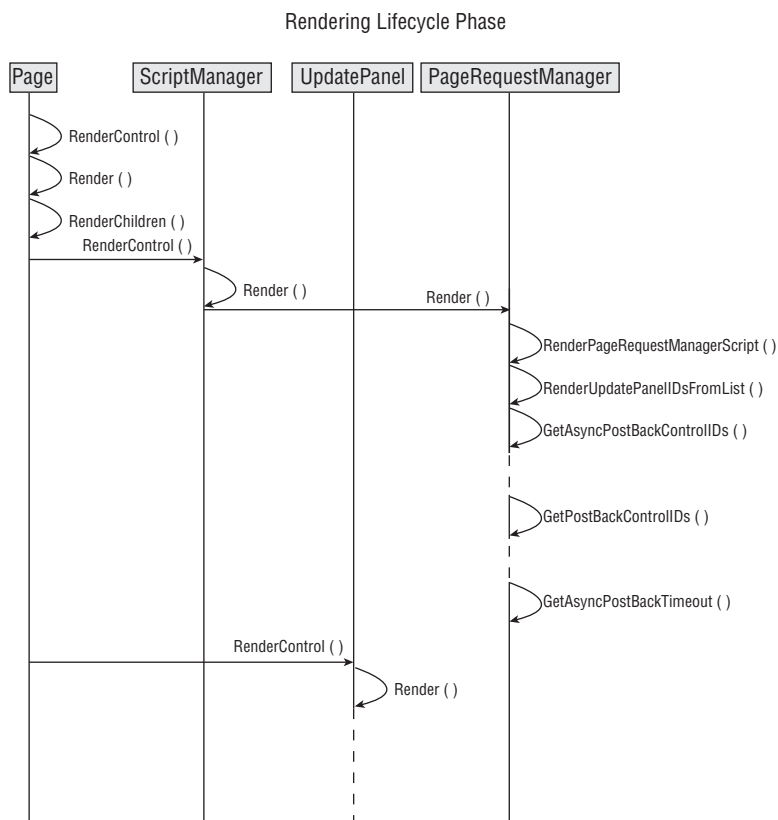 Rendering Lifecycle Phase
Page
ScriptManager
UpdatePanel
PageRequestManager
RenderControl ( )
Render ( )
RenderChildren ( )
RenderControl ( )
Render ( )
Render ( )
RenderPageRequestManagerScript ( )
RenderUpdatePanelIDsFromList ( )
GetAsyncPostBackControlIDs ( )
GetPostBackControlIDs ( )
GetAsyncPostBackTimeout ( )
RenderControl ( )
Render ( )